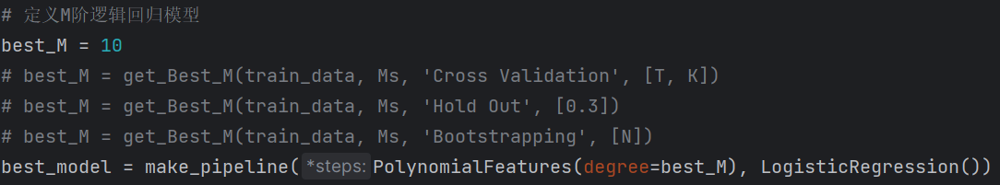 # 定义M阶逻辑回归模型
best_M = 10
# best_M = get_Best_M(train_data, Ms, 'Cross Validation', [T, K])
# best_M = get_Best_M(train_data, Ms, 'Hold Out', [0.3])
# best_M = get_Best_M(train_data, Ms, 'Bootstrapping', [N])
best_model = make_pipeline( *steps: PolynomialFeatures(degree=best_M), LogisticRegression())